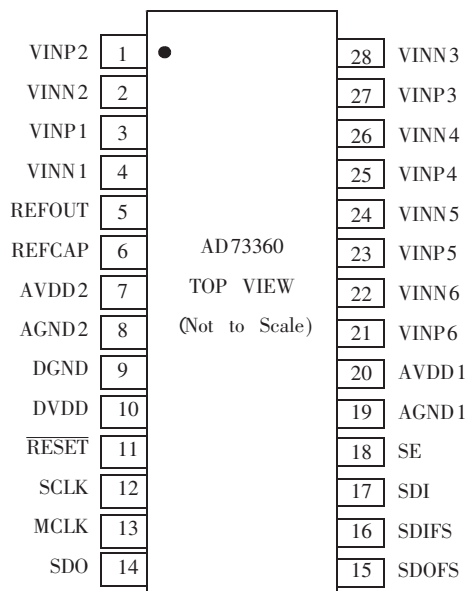 VINP2 1 28 VINN3
VINN2 2 27 VINP3
VINP1 3 26 VINN4
VINN1 4 25 VINP4
REFOUT 5 24 VINN5
REFCAP 6 AD73360 23 VINP5
AVDD2 7 TOP VIEW 22 VINN6
AGND2 8 (Not to Scale) 21 VINP6
DGND 9 20 AVDD1
DVDD 10 19 AGND1
R̅E̅S̅E̅T̅ 11 18 SE
SCLK 12 17 SDI
MCLK 13 16 SDIFS
SDO 14 15 SDOFS